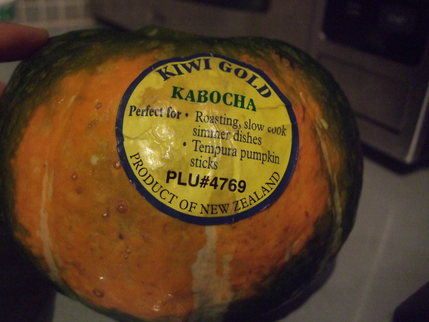 KIWI GOLD
KABOCHA
Perfect for • Roasting, slow cook
simmer dishes
• Tempura pumpkin
sticks
PLU#4769
PRODUCT OF NEW ZEALAND